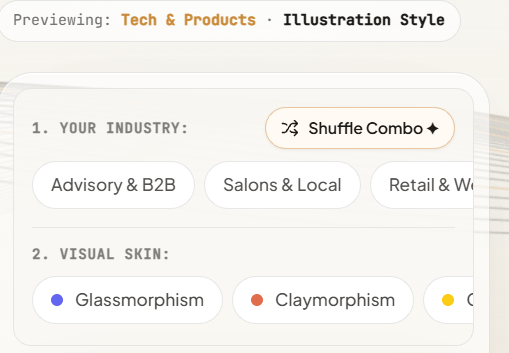 Previewing: Tech & Products · Illustration Style
1. YOUR INDUSTRY:
Shuffle Combo ✦
Advisory & B2B
Salons & Local
Retail &
2. VISUAL SKIN:
Glassmorphism
Claymorphism